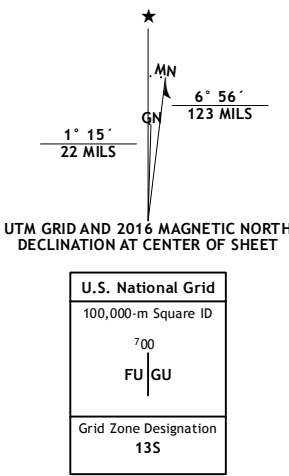 MN
GN
6° 56´
123 MILS
1° 15´
22 MILS
UTM GRID AND 2016 MAGNETIC NORTH
DECLINATION AT CENTER OF SHEET
U.S. National Grid
100,000-m Square ID
⁷00
FU GU
Grid Zone Designation
13S